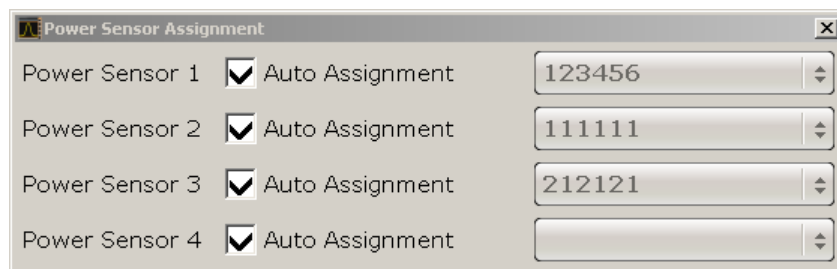 Power Sensor Assignment
Power Sensor 1 Auto Assignment 123456
Power Sensor 2 Auto Assignment 111111
Power Sensor 3 Auto Assignment 212121
Power Sensor 4 Auto Assignment